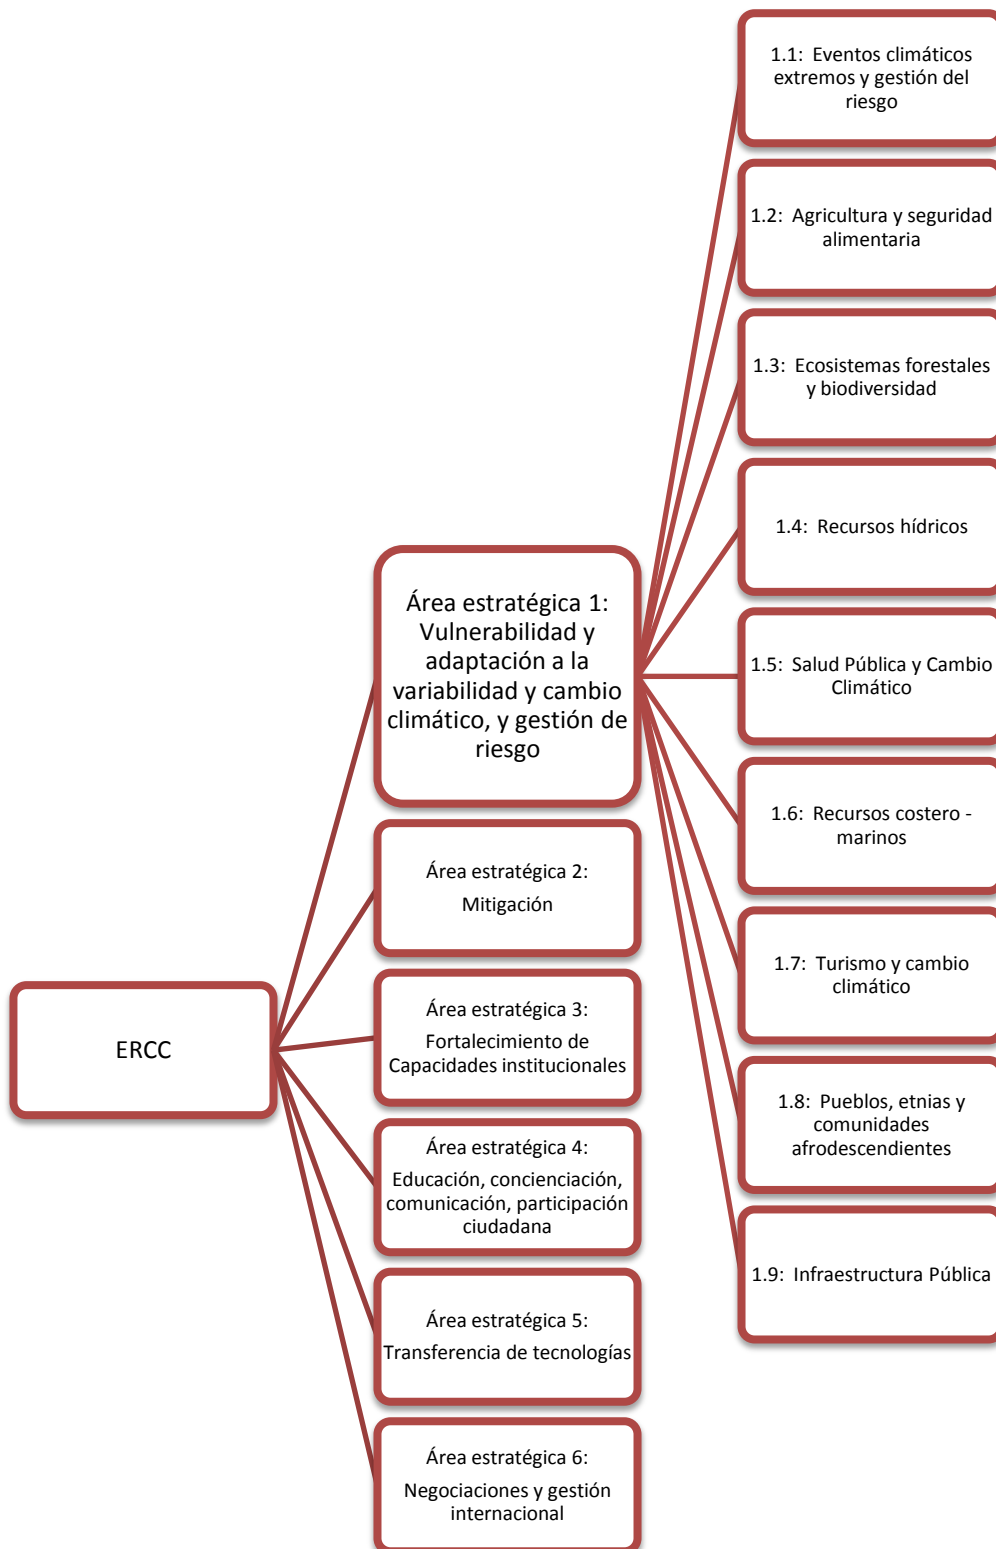 ERCC
Área estratégica 1:
Vulnerabilidad y
adaptación a la
variabilidad y cambio
climático, y gestión de
riesgo
1.1:  Eventos climáticos
extremos y gestión del
riesgo
1.2:  Agricultura y seguridad
alimentaria
1.3:  Ecosistemas forestales
y biodiversidad
1.4:  Recursos hídricos
1.5:  Salud Pública y Cambio
Climático
1.6:  Recursos costero -
marinos
1.7:  Turismo y cambio
climático
1.8:  Pueblos, etnias y
comunidades
afrodescendientes
1.9:  Infraestructura Pública
Área estratégica 2:
Mitigación
Área estratégica 3:
Fortalecimiento de
Capacidades institucionales
Área estratégica 4:
Educación, concienciación,
comunicación, participación
ciudadana
Área estratégica 5:
Transferencia de tecnologías
Área estratégica 6:
Negociaciones y gestión
internacional